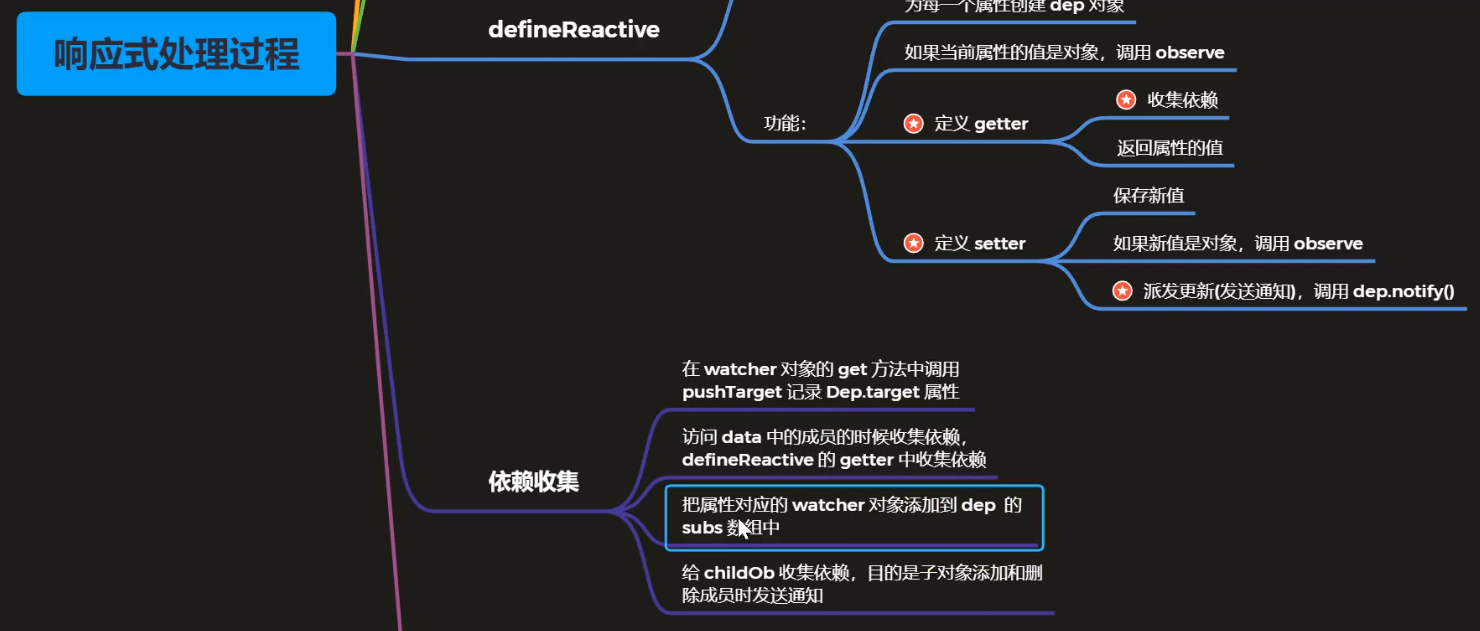 响应式处理过程
defineReactive
功能：
为每一个属性创建 dep 对象
如果当前属性的值是对象，调用 observe
定义 getter
收集依赖
返回属性的值
定义 setter
保存新值
如果新值是对象，调用 observe
派发更新(发送通知)，调用 dep.notify()
依赖收集
在 watcher 对象的 get 方法中调用
pushTarget 记录 Dep.target 属性
访问 data 中的成员的时候收集依赖，
defineReactive 的 getter 中收集依赖
把属性对应的 watcher 对象添加到 dep 的
subs 数组中
给 childOb 收集依赖，目的是子对象添加和删
除成员时发送通知